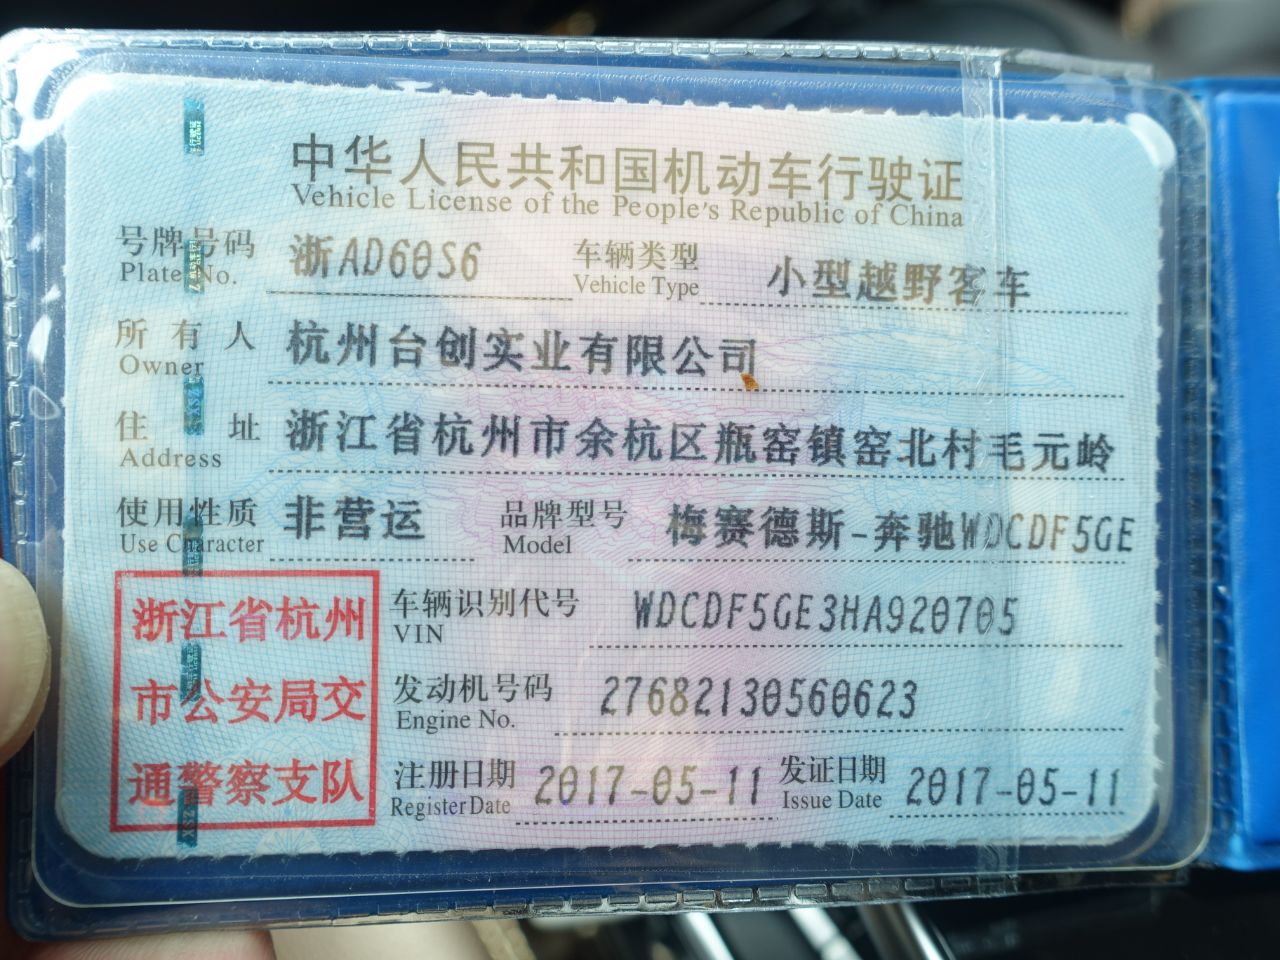 中华人民共和国机动车行驶证
Vehicle License of the People's Republic of China
号牌号码 浙AD60S6 车辆类型 小型越野客车
Plate No. Vehicle Type
所有人 杭州台创实业有限公司
Owner
住址 浙江省杭州市余杭区瓶窑镇窑北村毛元岭
Address
使用性质 非营运 品牌型号 梅赛德斯-奔驰WDCDF5GE
Use Character Model
浙江省杭州
市公安局交
通警察支队
车辆识别代号 WDCDF5GE3HA920705
VIN
发动机号码 27682130560623
Engine No.
注册日期 2017-05-11 发证日期 2017-05-11
Register Date Issue Date